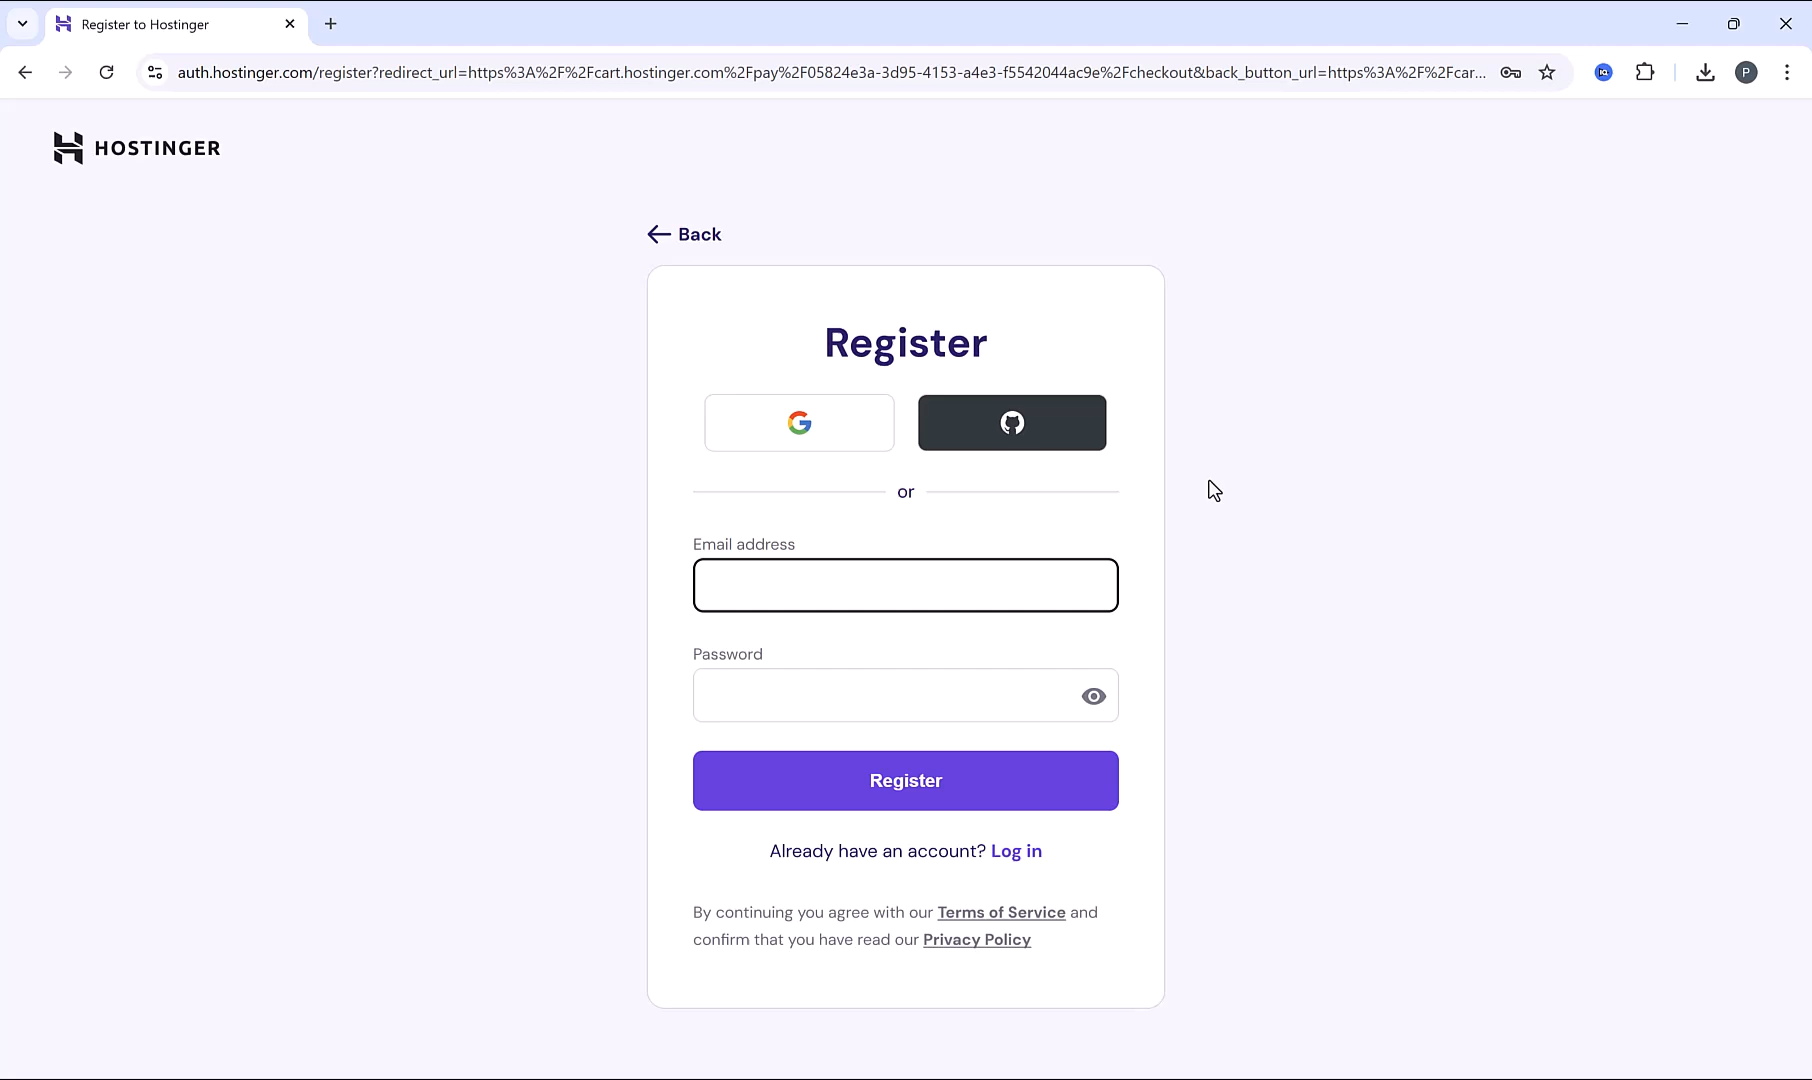 Register to Hostinger
auth.hostinger.com/register?redirect_url=https%3A%2F%2Fcart.hostinger.com%2Fpay%2F05824e3a-3d95-4153-a4e3-f5542044ac9e%2Fcheckout&back_button_url=https%3A%2F%2Fcar...
P
HOSTINGER
Back
Register
or
Email address
Password
Register
Already have an account? Log in
By continuing you agree with our Terms of Service and
confirm that you have read our Privacy Policy